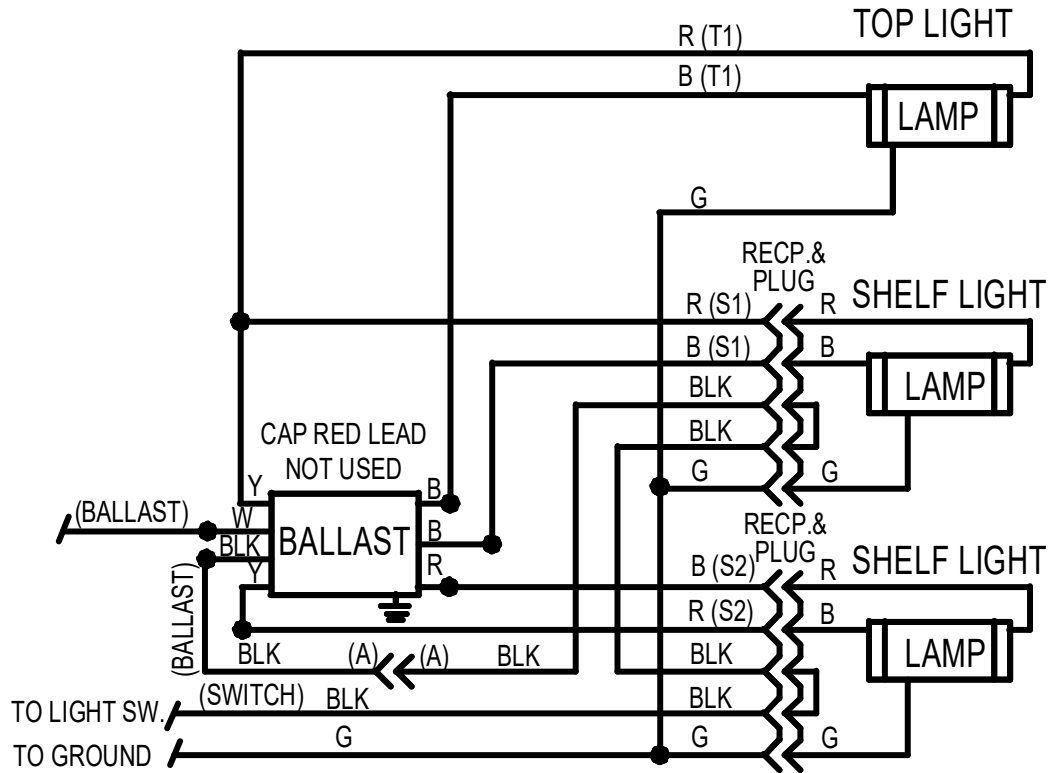 TOP LIGHT
R (T1)
B (T1)
LAMP
G
RECP.&
PLUG
SHELF LIGHT
R (S1)
R
B (S1)
B
LAMP
BLK
BLK
G
G
CAP RED LEAD
NOT USED
Y
B
(BALLAST)
W
BALLAST
B
BLK
R
Y
RECP.&
PLUG
SHELF LIGHT
B (S2)
R
R (S2)
B
LAMP
(BALLAST)
BLK
(A)
(A)
BLK
BLK
(SWITCH)
BLK
BLK
TO LIGHT SW.
G
G
G
TO GROUND